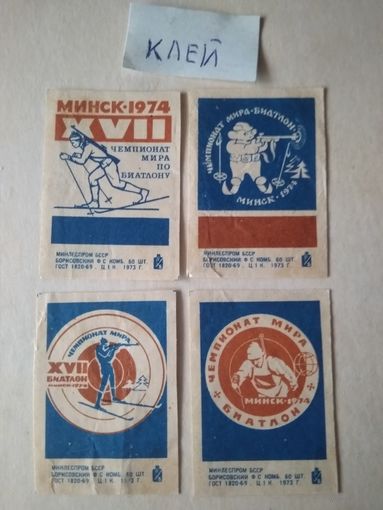 КЛЕЙ
МИНСК·1974
XVII
ЧЕМПИОНАТ
МИРА
ПО
БИАТЛОНУ
МИНЛЕСПРОМ БССР
БОРИСОВСКИЙ Ф С КОМБ. 60 ШТ.
ГОСТ 1820-69. Ц 1 К. 1973 Г.
ЧЕМПИОНАТ МИРА·БИАТЛОН·
МИНСК·1974
МИНЛЕСПРОМ БССР
БОРИСОВСКИЙ Ф С КОМБ. 60 ШТ.
ГОСТ 1820-69. Ц 1 К. 1973 Г.
ЧЕМПИОНАТ МИРА
XVII
БИАТЛОН
МИНСК·1974
МИНЛЕСПРОМ БССР
БОРИСОВСКИЙ Ф С КОМБ. 60 ШТ.
ГОСТ 1820-69. Ц 1 К. 1973 Г.
ЧЕМПИОНАТ МИРА
МИНСК·1974
БИАТЛОН
МИНЛЕСПРОМ БССР
БОРИСОВСКИЙ Ф С КОМБ. 60 ШТ.
ГОСТ 1820-69. Ц 1 К. 1973 Г.